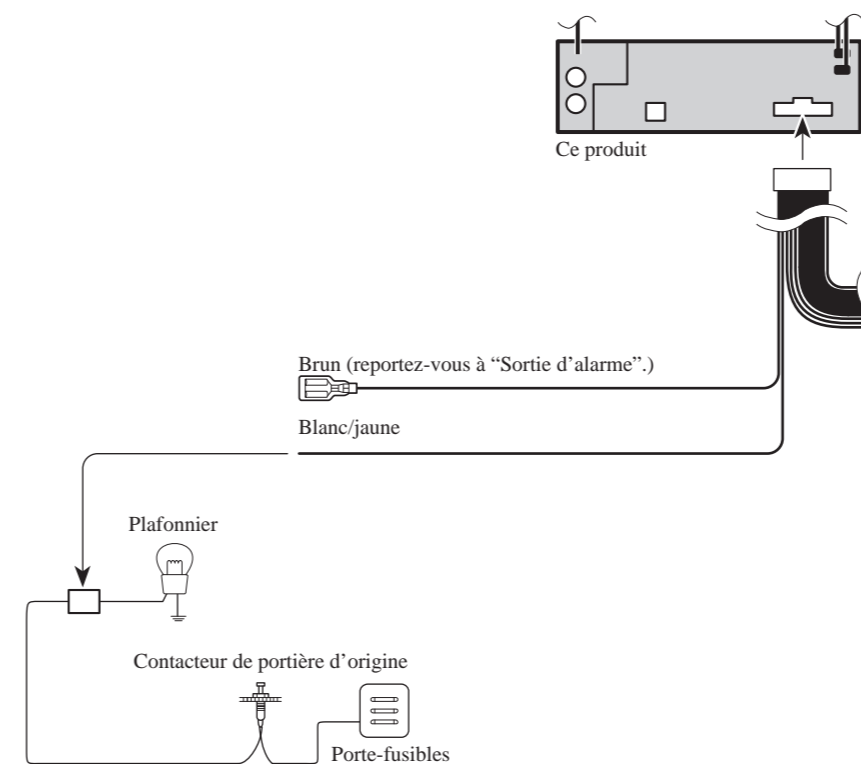 Ce produit
Brun (reportez-vous à “Sortie d’alarme”.)
Blanc/jaune
Plafonnier
Contacteur de portière d’origine
Porte-fusibles